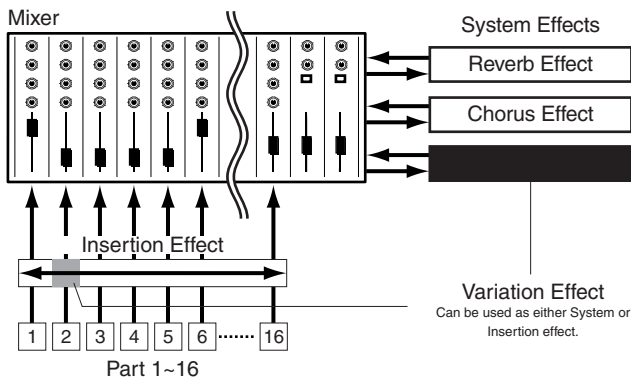 Mixer
System Effects
Reverb Effect
Chorus Effect
Insertion Effect
Variation Effect
Can be used as either System or
Insertion effect.
1 2 3 4 5 6 ....... 16
Part 1~16